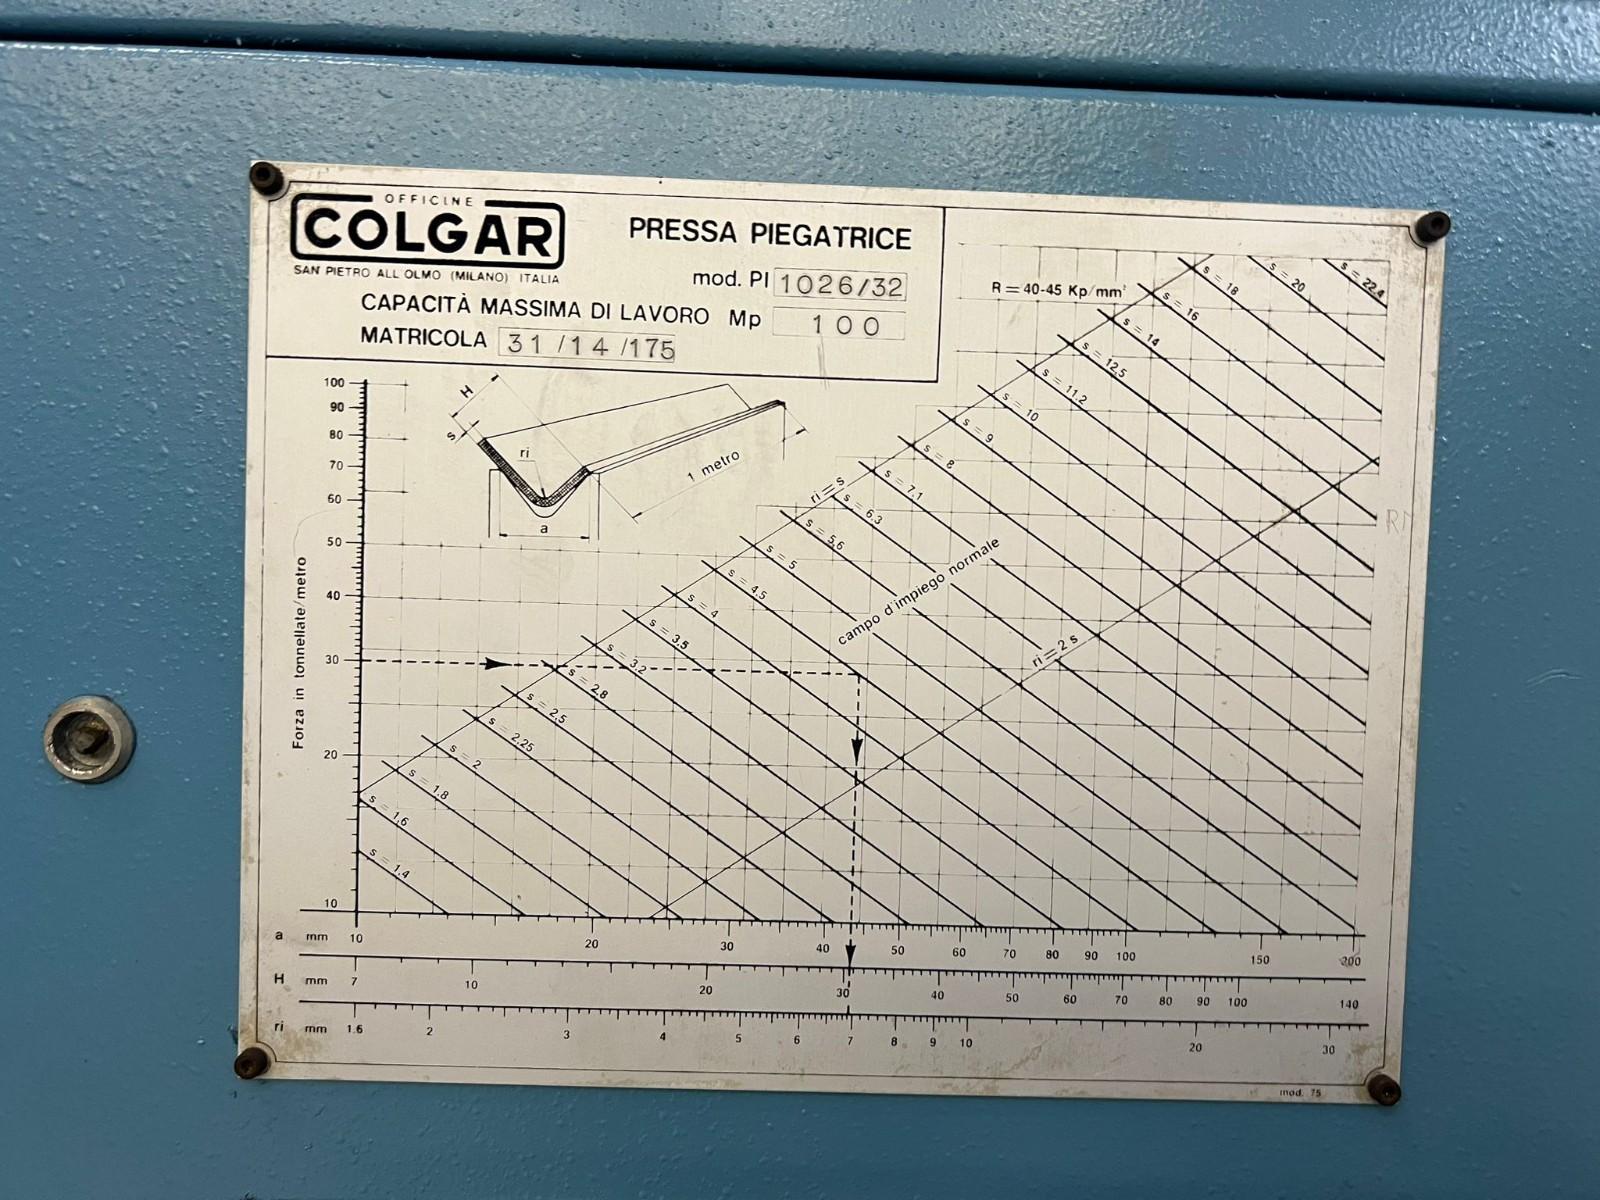 OFFICINE
COLGAR
SAN PIETRO ALL'OLMO (MILANO) ITALIA
PRESSA PIEGATRICE
mod. PI 1026/32
CAPACITÀ MASSIMA DI LAVORO Mp 100
MATRICOLA 31/14/175
R = 40-45 Kp/mm²
s = 22,4
s = 20
s = 18
s = 16
s = 14
s = 12,5
s = 11,2
s = 10
s = 9
s = 8
s = 7,1
s = 6,3
s = 5,6
s = 5
s = 4,5
s = 4
s = 3,5
s = 3,2
s = 2,8
s = 2,5
s = 2,25
s = 2
s = 1,8
s = 1,6
s = 1,4
H
s
ri
a
1 metro
ri = s
campo d'impiego normale
ri = 2 s
Forza in tonnellate/metro
100
90
80
70
60
50
40
30
20
10
a mm 10 20 30 40 50 60 70 80 90 100 150 200
H mm 7 10 20 30 40 50 60 70 80 90 100 140
ri mm 1.6 2 3 4 5 6 7 8 9 10 20 30
mod. 75